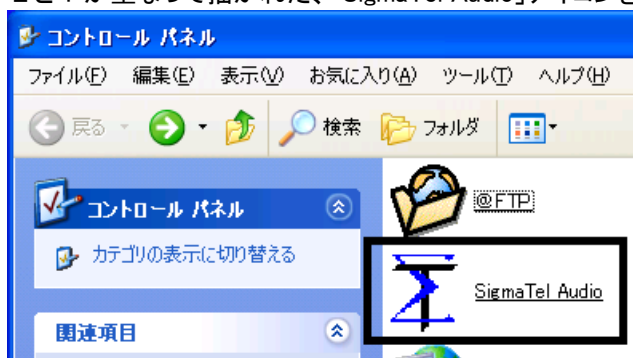 コントロール パネル
ファイル(F) 編集(E) 表示(V) お気に入り(A) ツール(T) ヘルプ(H)
戻る 検索 フォルダ
コントロール パネル
@FTP
カテゴリの表示に切り替える
SigmaTel Audio
関連項目